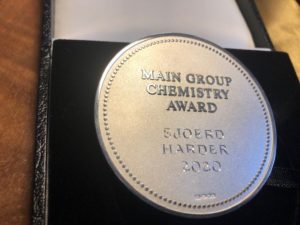 MAIN GROUP
CHEMISTRY
AWARD
SJOERD
HARDER
2020